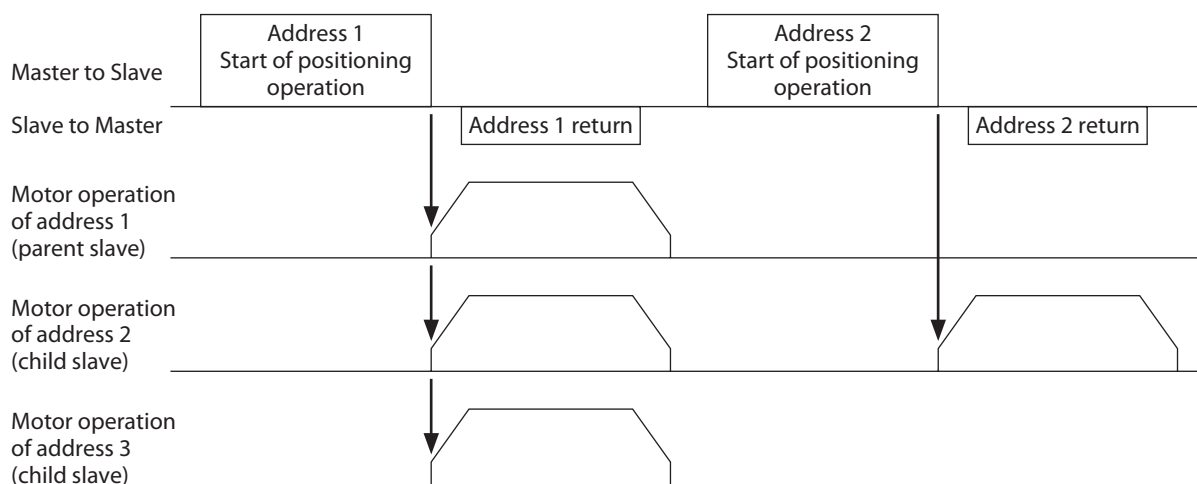 Address 1
Start of positioning
operation
Address 2
Start of positioning
operation
Master to Slave
Slave to Master
Address 1 return
Address 2 return
Motor operation
of address 1
(parent slave)
Motor operation
of address 2
(child slave)
Motor operation
of address 3
(child slave)